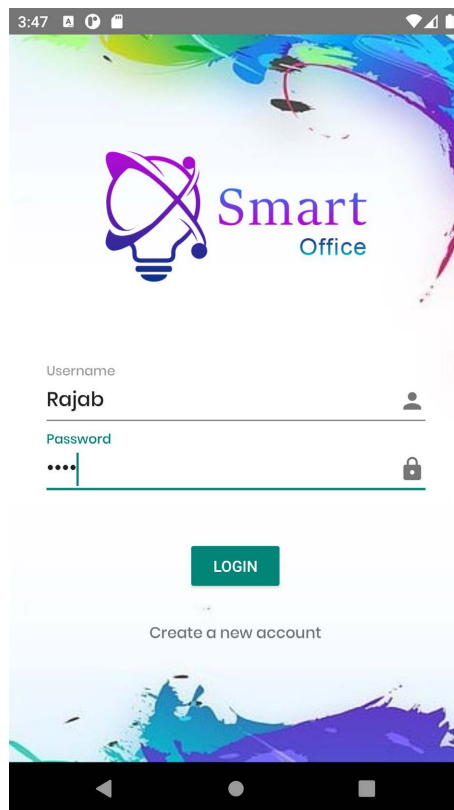 3:47
Smart
Office
Username
Rajab
Password
••••
LOGIN
Create a new account